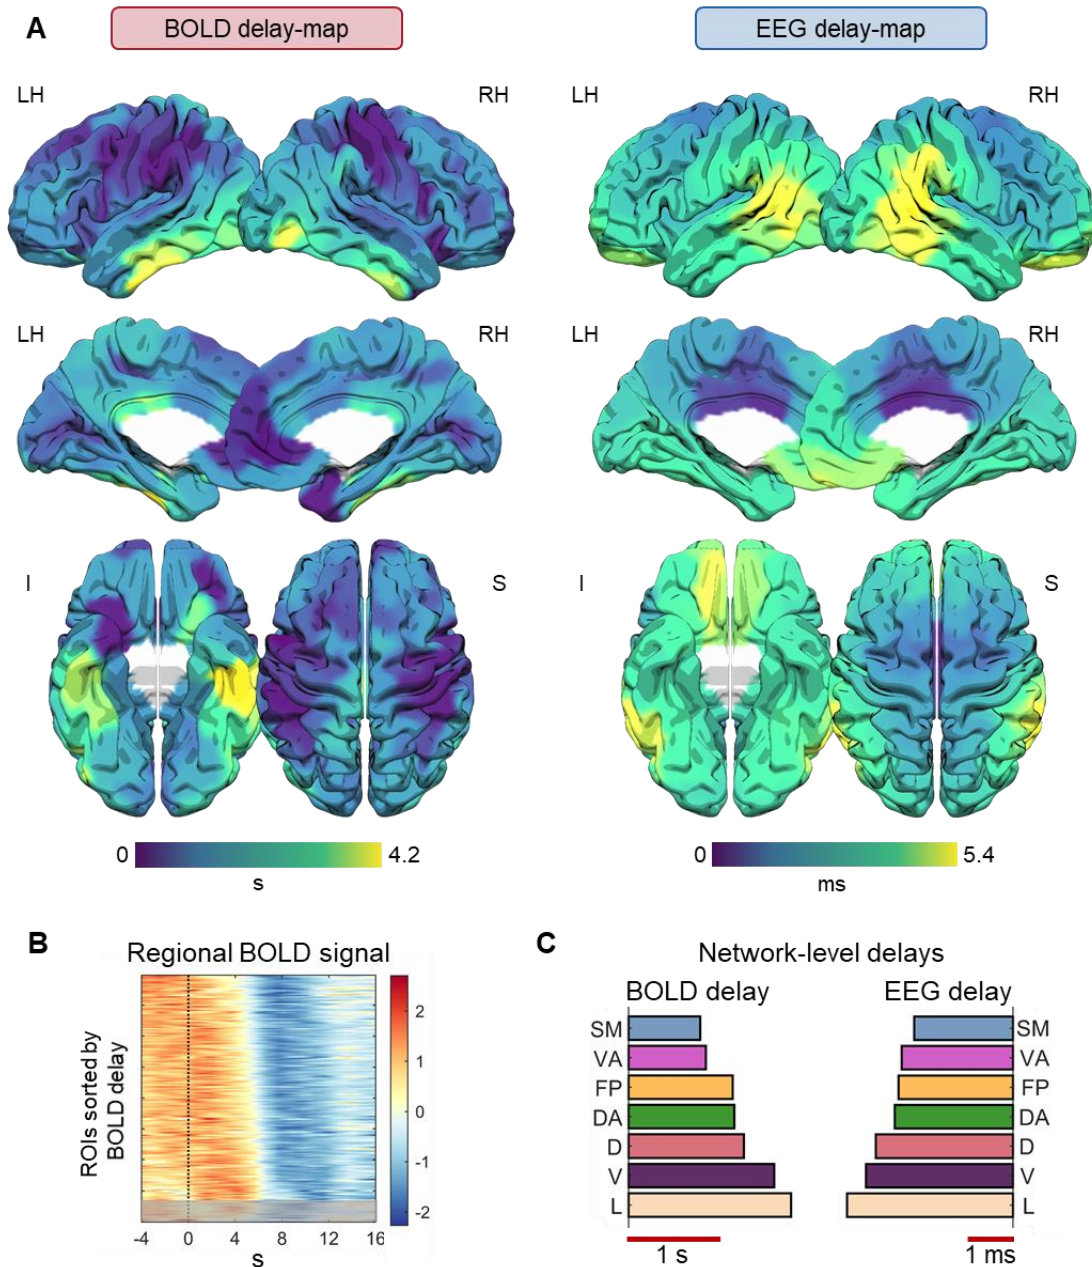 A
BOLD delay-map
EEG delay-map
LH
RH
LH
RH
LH
RH
LH
RH
I
S
I
S
0
4.2
s
0
5.4
ms
B
Regional BOLD signal
ROIs sorted by
BOLD delay
2
1
0
-1
-2
-4
0
4
8
12
16
s
C
Network-level delays
BOLD delay
EEG delay
SM
SM
VA
VA
FP
FP
DA
DA
D
D
V
V
L
L
1 s
1 ms